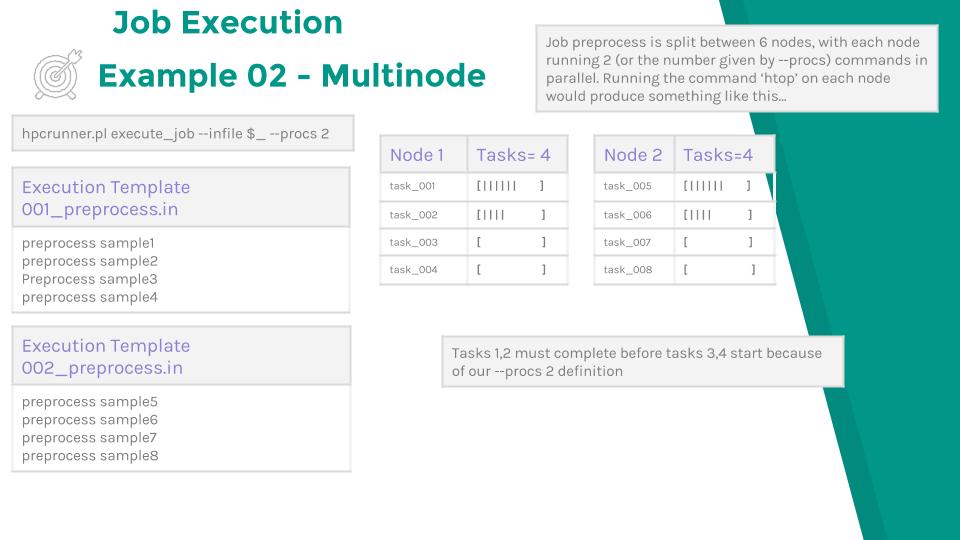 Job Execution
Example 02 - Multinode
Job preprocess is split between 6 nodes, with each node
running 2 (or the number given by --procs) commands in
parallel. Running the command ‘htop’ on each node
would produce something like this…
hpcrunner.pl execute_job --infile $_ --procs 2
Execution Template
001_preprocess.in
preprocess sample1
preprocess sample2
Preprocess sample3
preprocess sample4
Execution Template
002_preprocess.in
preprocess sample5
preprocess sample6
preprocess sample7
preprocess sample8
Node 1 Tasks= 4
task_001 [|||||| ]
task_002 [|||| ]
task_003 [ ]
task_004 [ ]
Node 2 Tasks=4
task_005 [|||||| ]
task_006 [|||| ]
task_007 [ ]
task_008 [ ]
Tasks 1,2 must complete before tasks 3,4 start because
of our --procs 2 definition